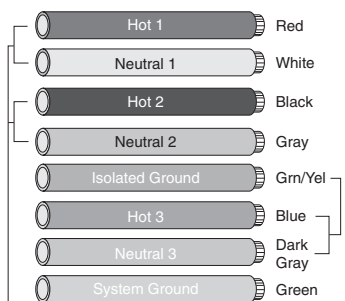 Hot 1 Red
Neutral 1 White
Hot 2 Black
Neutral 2 Gray
Isolated Ground Grn/Yel
Hot 3 Blue
Neutral 3 Dark
Gray
System Ground Green